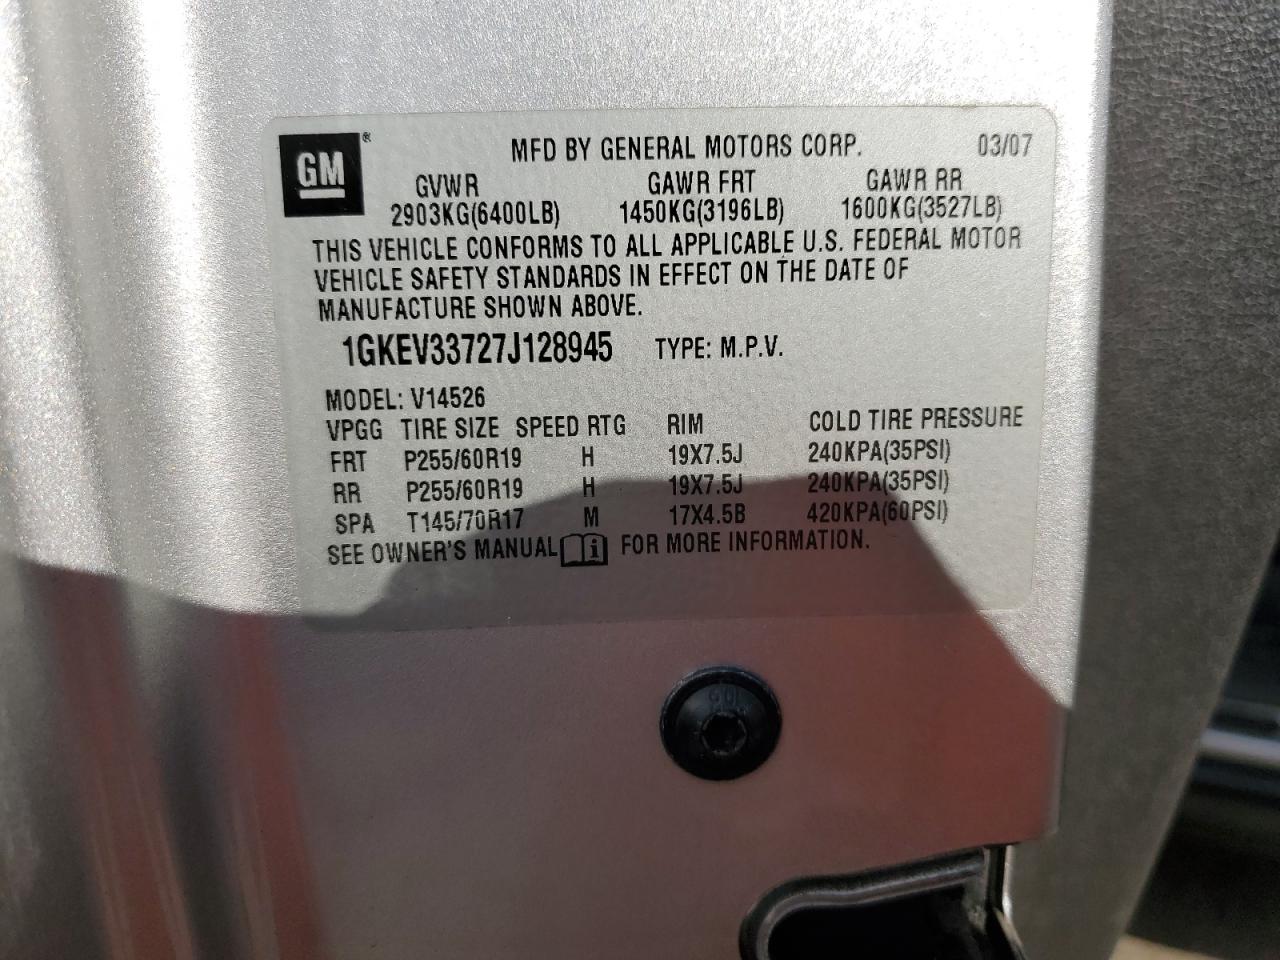 GM ® MFD BY GENERAL MOTORS CORP. 03/07
GVWR GAWR FRT GAWR RR
2903KG(6400LB) 1450KG(3196LB) 1600KG(3527LB)
THIS VEHICLE CONFORMS TO ALL APPLICABLE U.S. FEDERAL MOTOR
VEHICLE SAFETY STANDARDS IN EFFECT ON THE DATE OF
MANUFACTURE SHOWN ABOVE.
1GKEV33727J128945 TYPE: M.P.V.
MODEL: V14526
VPGG TIRE SIZE SPEED RTG RIM COLD TIRE PRESSURE
FRT P255/60R19 H 19X7.5J 240KPA(35PSI)
RR P255/60R19 H 19X7.5J 240KPA(35PSI)
SPA T145/70R17 M 17X4.5B 420KPA(60PSI)
SEE OWNER'S MANUAL i FOR MORE INFORMATION.